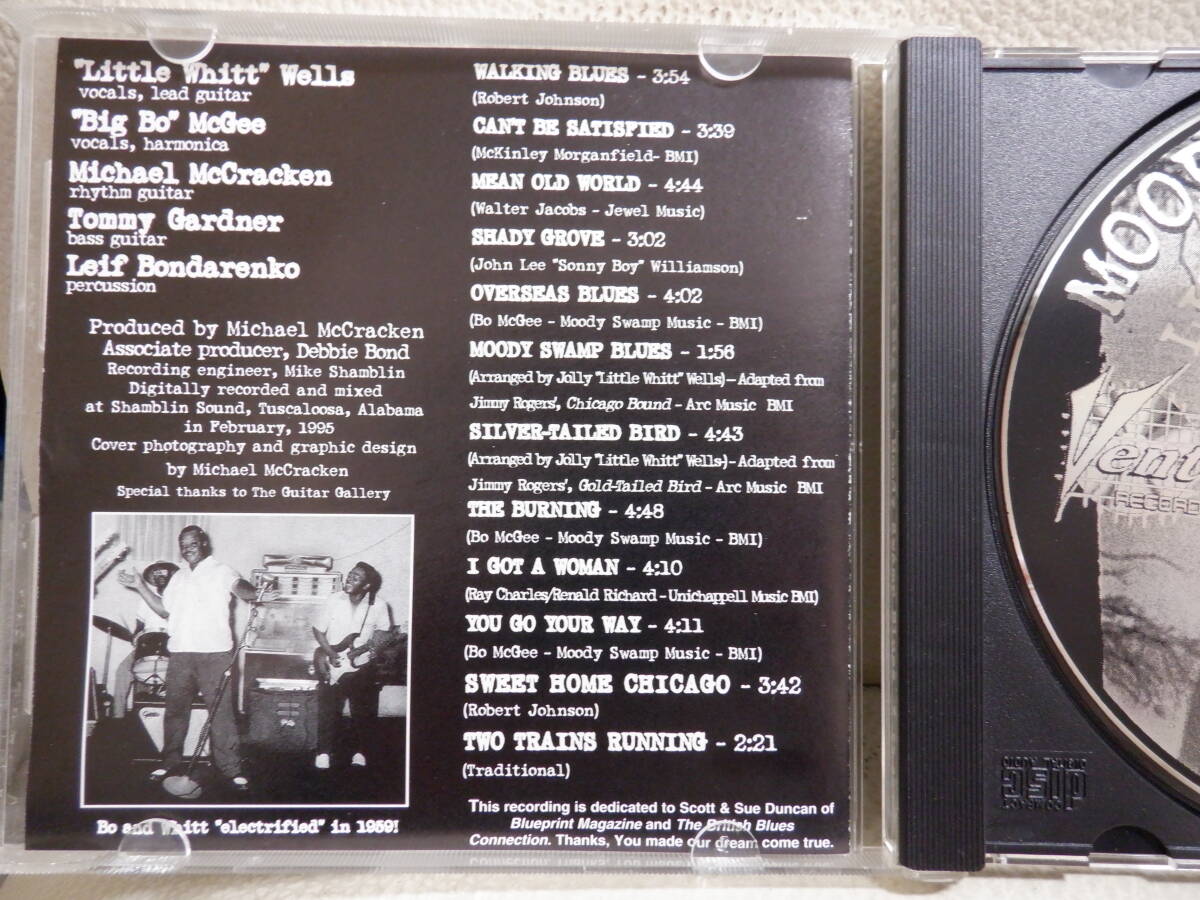 "Little Whitt" Wells
vocals, lead guitar
"Big Bo" McGee
vocals, harmonica
Michael McCracken
rhythm guitar
Tommy Gardner
bass guitar
Leif Bondarenko
percussion
Produced by Michael McCracken
Associate producer, Debbie Bond
Recording engineer, Mike Shamblin
Digitally recorded and mixed
at Shamblin Sound, Tuscaloosa, Alabama
in February, 1995
Cover photography and graphic design
by Michael McCracken
Special thanks to The Guitar Gallery
Bo and Whitt "electrified" in 1959!
WALKING BLUES - 3:54
(Robert Johnson)
CAN'T BE SATISFIED - 3:39
(McKinley Morganfield- BMI)
MEAN OLD WORLD - 4:44
(Walter Jacobs - Jewel Music)
SHADY GROVE - 3:02
(John Lee "Sonny Boy" Williamson)
OVERSEAS BLUES - 4:02
(Bo McGee - Moody Swamp Music - BMI)
MOODY SWAMP BLUES - 1:56
(Arranged by Jolly "Little Whitt" Wells)-Adapted from
Jimmy Rogers', Chicago Bound - Arc Music BMI
SILVER-TAILED BIRD - 4:43
(Arranged by Jolly "Little Whitt" Wells)-Adapted from
Jimmy Rogers', Gold-Tailed Bird - Arc Music BMI
THE BURNING - 4:48
(Bo McGee - Moody Swamp Music - BMI)
I GOT A WOMAN - 4:10
(Ray Charles/Renald Richard - Unichappell Music BMI)
YOU GO YOUR WAY - 4:11
(Bo McGee - Moody Swamp Music - BMI)
SWEET HOME CHICAGO - 3:42
(Robert Johnson)
TWO TRAINS RUNNING - 2:21
(Traditional)
This recording is dedicated to Scott & Sue Duncan of
Blueprint Magazine and The British Blues
Connection. Thanks, You made our dream come true.
MOOD
Vent
RECORD